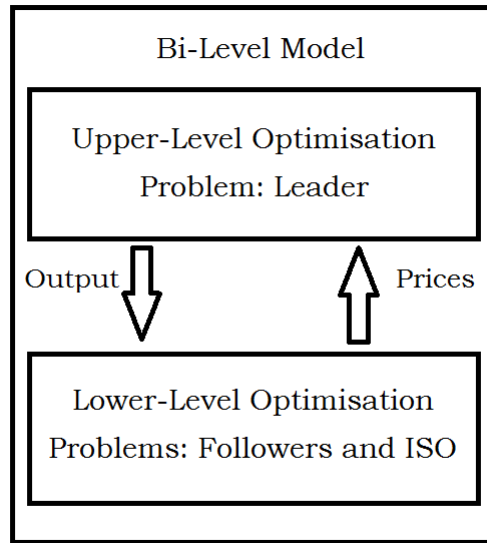 Bi-Level Model
Upper-Level Optimisation
Problem: Leader
Output
Prices
Lower-Level Optimisation
Problems: Followers and ISO